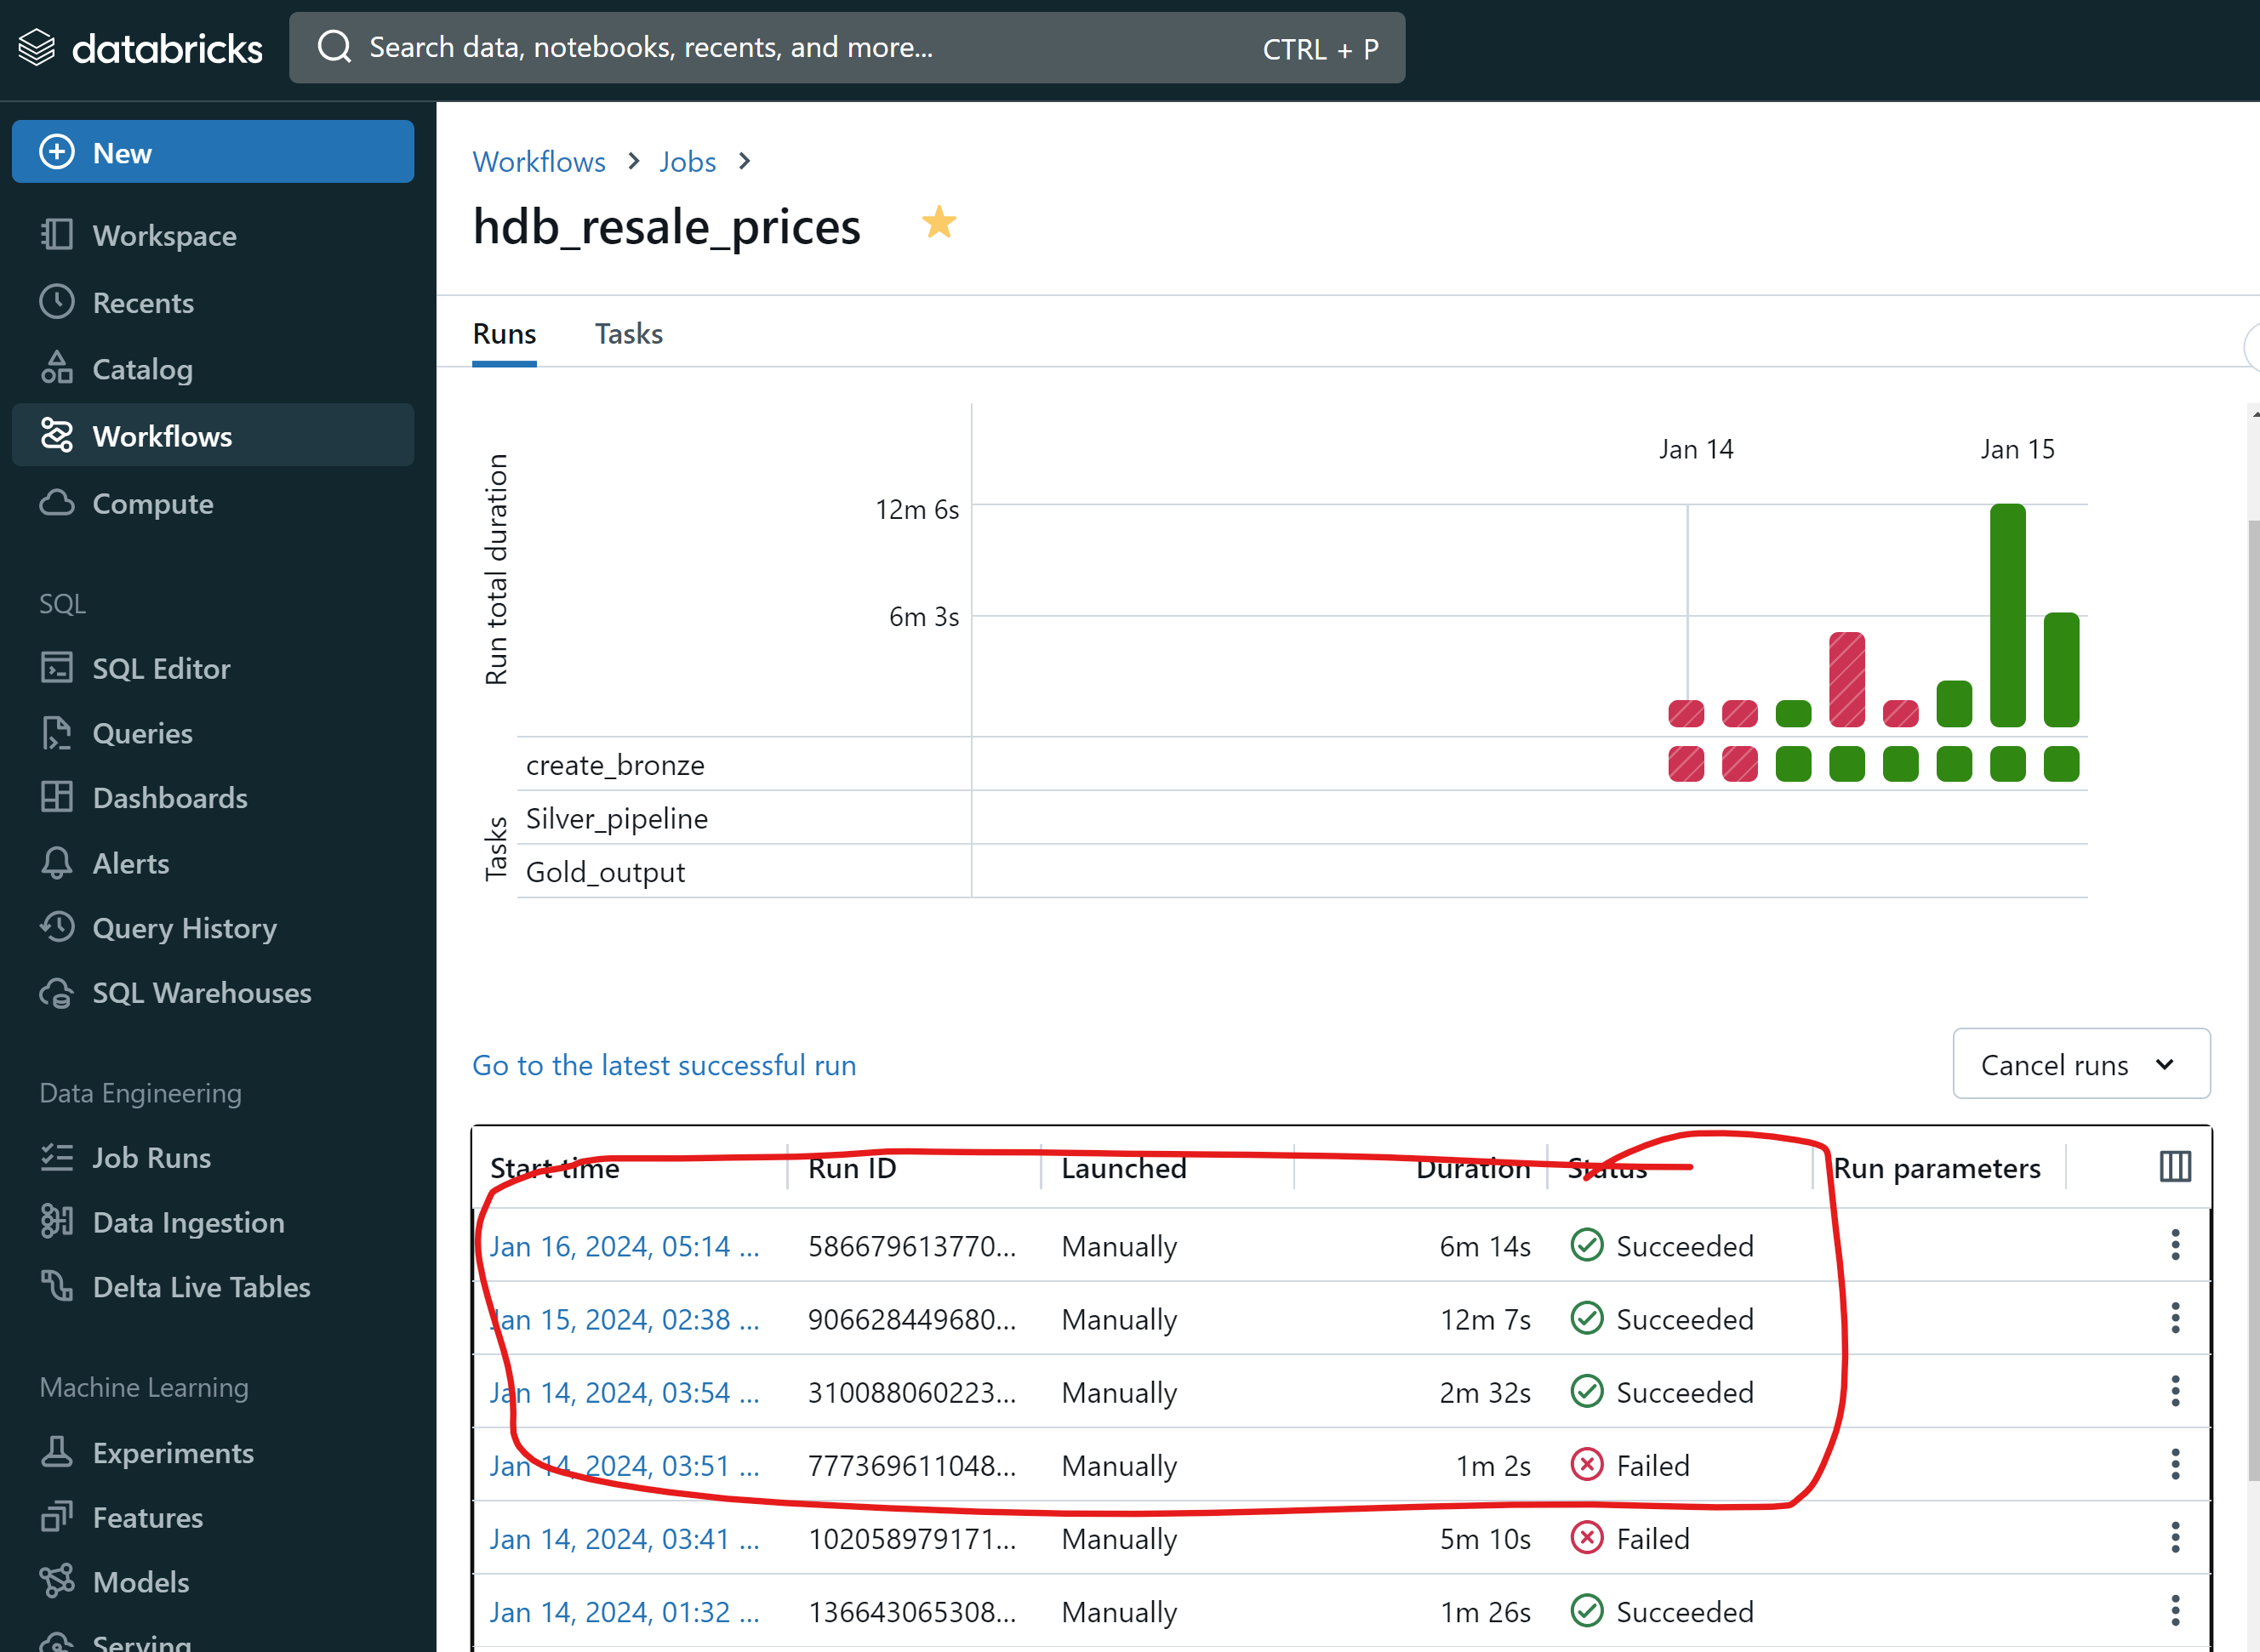 databricks
Search data, notebooks, recents, and more... CTRL + P
New
Workspace
Recents
Catalog
Workflows
Compute
SQL
SQL Editor
Queries
Dashboards
Alerts
Query History
SQL Warehouses
Data Engineering
Job Runs
Data Ingestion
Delta Live Tables
Machine Learning
Experiments
Features
Models
Serving
Workflows > Jobs >
hdb_resale_prices
Runs Tasks
Jan 14 Jan 15
Run total duration
12m 6s
6m 3s
Tasks
create_bronze
Silver_pipeline
Gold_output
Go to the latest successful run
Cancel runs
Start time Run ID Launched Duration Status Run parameters
Jan 16, 2024, 05:14 ... 586679613770... Manually 6m 14s Succeeded
Jan 15, 2024, 02:38 ... 906628449680... Manually 12m 7s Succeeded
Jan 14, 2024, 03:54 ... 310088060223... Manually 2m 32s Succeeded
Jan 14, 2024, 03:51 ... 777369611048... Manually 1m 2s Failed
Jan 14, 2024, 03:41 ... 102058979171... Manually 5m 10s Failed
Jan 14, 2024, 01:32 ... 136643065308... Manually 1m 26s Succeeded